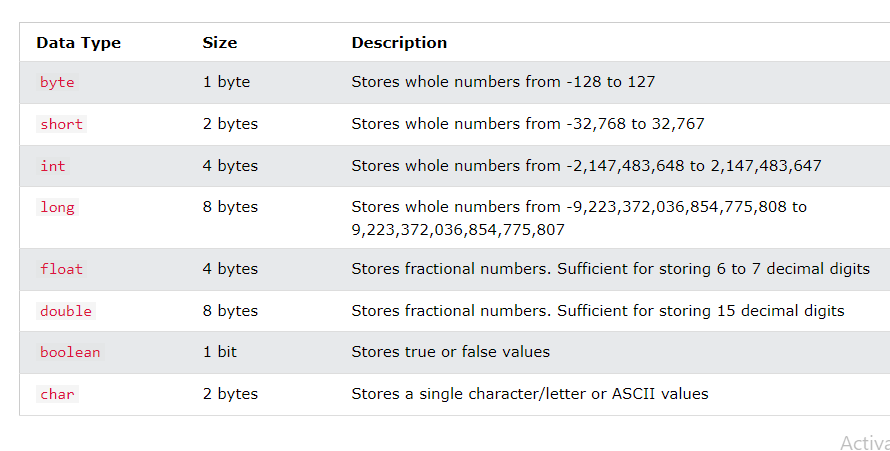 Data Type Size Description
byte 1 byte Stores whole numbers from -128 to 127
short 2 bytes Stores whole numbers from -32,768 to 32,767
int 4 bytes Stores whole numbers from -2,147,483,648 to 2,147,483,647
long 8 bytes Stores whole numbers from -9,223,372,036,854,775,808 to
9,223,372,036,854,775,807
float 4 bytes Stores fractional numbers. Sufficient for storing 6 to 7 decimal digits
double 8 bytes Stores fractional numbers. Sufficient for storing 15 decimal digits
boolean 1 bit Stores true or false values
char 2 bytes Stores a single character/letter or ASCII values
Activa